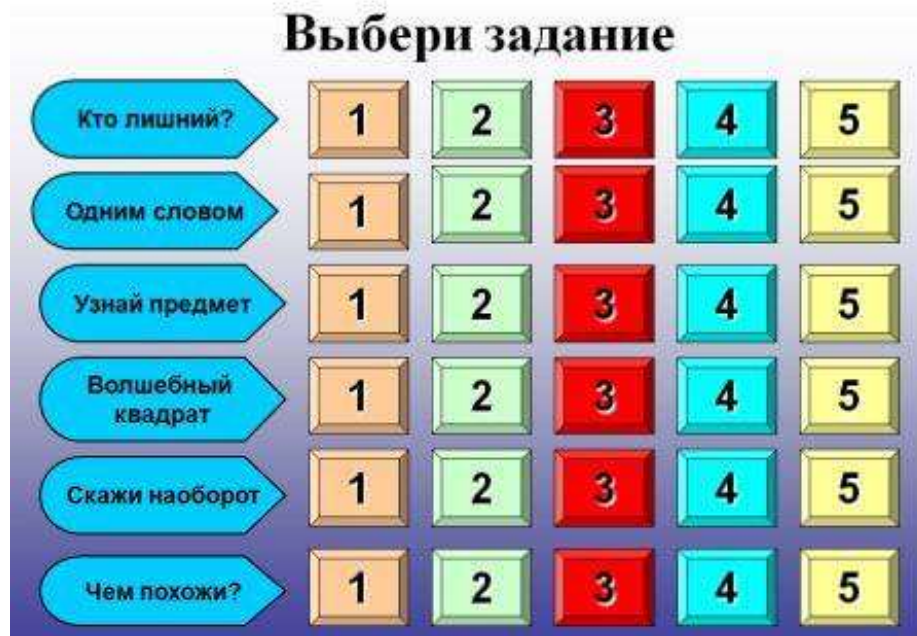 Выбери задание
Кто лишний? 1 2 3 4 5
Одним словом 1 2 3 4 5
Узнай предмет 1 2 3 4 5
Волшебный
квадрат 1 2 3 4 5
Скажи наоборот 1 2 3 4 5
Чем похожи? 1 2 3 4 5